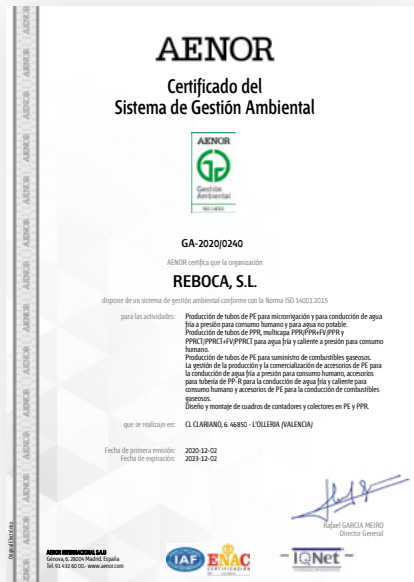 AENOR
Certificado del
Sistema de Gestión Ambiental
AENOR
Gestión
Ambiental
ISO 14001
GA-2020/0240
AENOR certifica que la organización
REBOCA, S.L.
dispone de un sistema de gestión ambiental conforme con la Norma ISO 14001:2015
para las actividades:
Producción de tubos de PE para microrrigación y para conducción de agua
fría a presión para consumo humano y para agua no potable.
Producción de tubos de PPR, multicapa PPR/PPR+FV/PPR y
PPRCT/PPRCT+FV/PPRCT para agua fría y caliente a presión para consumo
humano.
Producción de tubos de PE para suministro de combustibles gaseosos.
La gestión de la producción y la comercialización de accesorios de PE para
la conducción de agua fría a presión para consumo humano, accesorios
para tubería de PP-R para la conducción de agua fría y caliente para
consumo humano y accesorios de PE para la conducción de combustibles
gaseosos.
Diseño y montaje de cuadros de contadores y colectores en PE y PPR.
que se realiza/n en:
CL CLARIANO, 6. 46850 - L'OLLERIA (VALENCIA)
Fecha de primera emisión:
2020-12-02
Fecha de expiración:
2023-12-02
Rafael GARCÍA MEIRO
Director General
Original Electrónico
AENOR INTERNACIONAL S.A.U.
Génova, 6. 28004 Madrid. España
Tel. 91 432 60 00.- www.aenor.com
IAF
ENAC
CERTIFICACIÓN
IQNet